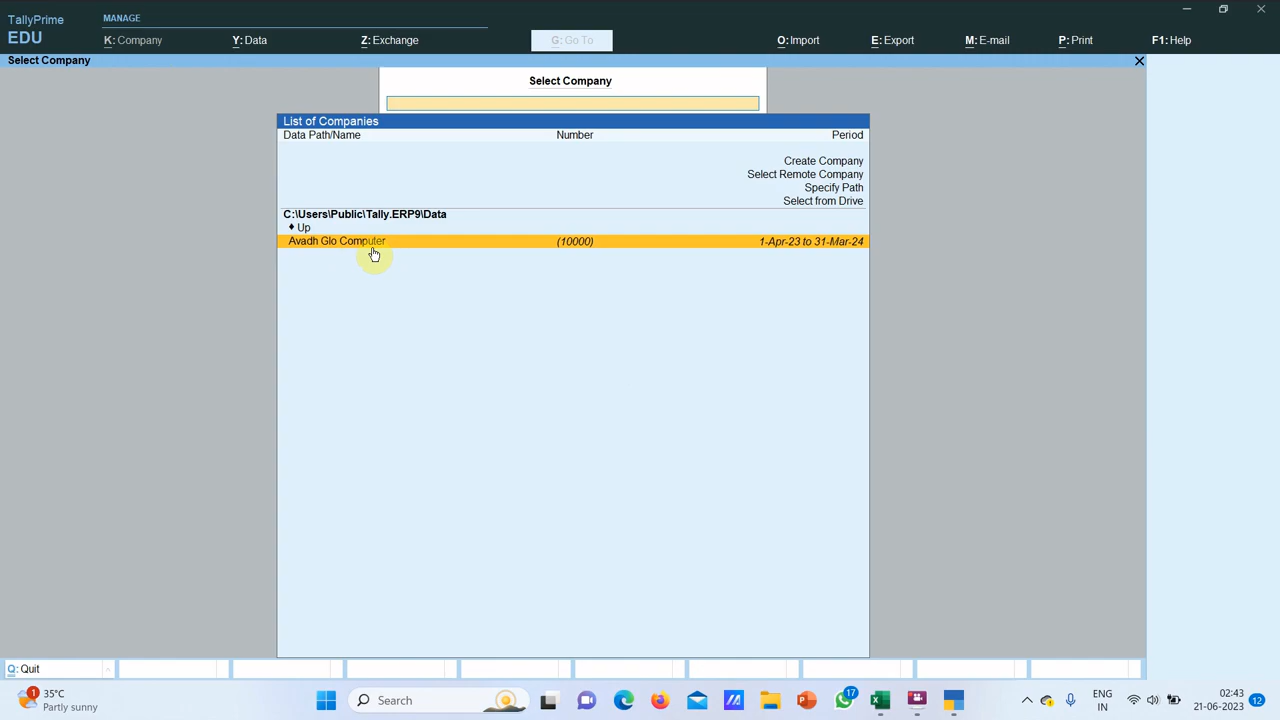 TallyPrime
EDU
MANAGE
K: Company
Y: Data
Z: Exchange
G: Go To
O: Import
E: Export
M: E-mail
P: Print
F1: Help
Select Company
Select Company
List of Companies
Data Path/Name Number Period
Create Company
Select Remote Company
Specify Path
Select from Drive
C:\Users\Public\Tally.ERP9\Data
♦ Up
Avadh Glo Computer (10000) 1-Apr-23 to 31-Mar-24
Q: Quit
1
35°C
Partly sunny
Search
17
ENG
IN
02:43
21-06-2023
12